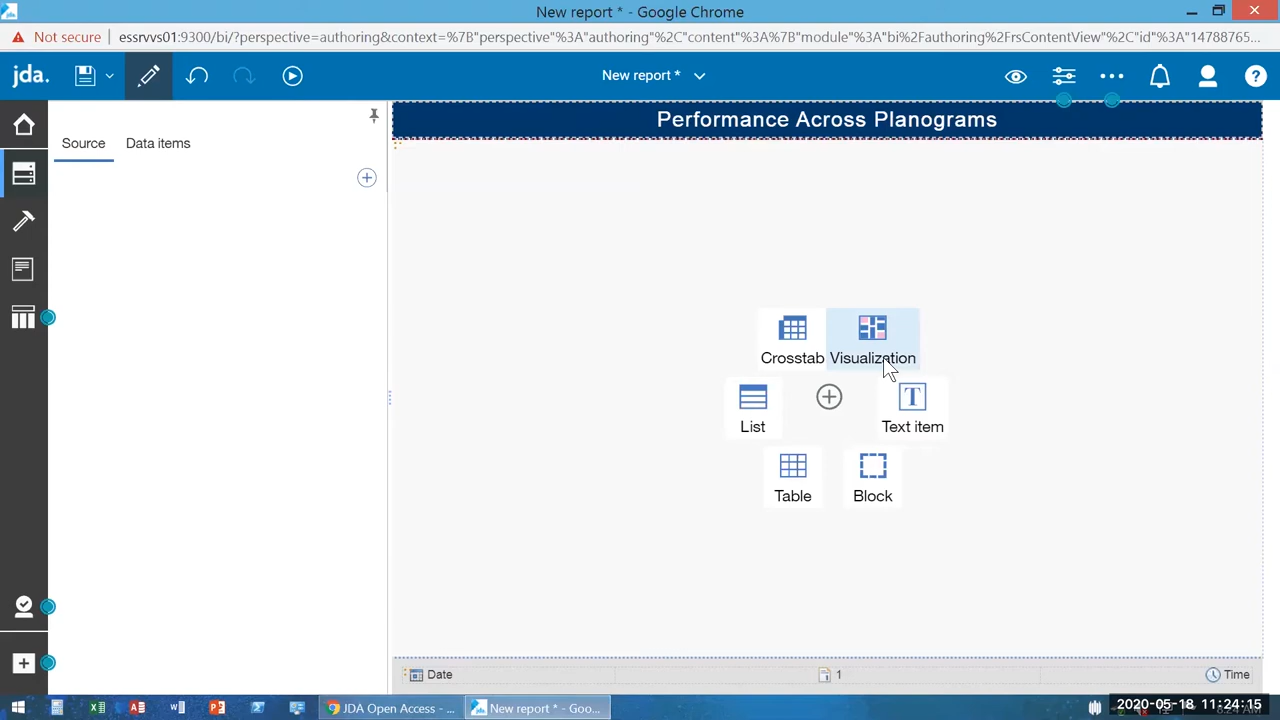 New report * - Google Chrome
Not secure essrvvs01:9300/bi/?perspective=authoring&context=%7B"perspective"%3A"authoring"%2C"content"%3A%7B"module"%3A"bi%2Fauthoring%2FrsContentView"%2C"id"%3A"14788765...
jda.
New report *
Source Data items
Performance Across Planograms
Crosstab Visualization
List
Text item
Table Block
Date 1 Time
JDA Open Access - ...
New report * - Goo...
2020-05-18 11:24:15